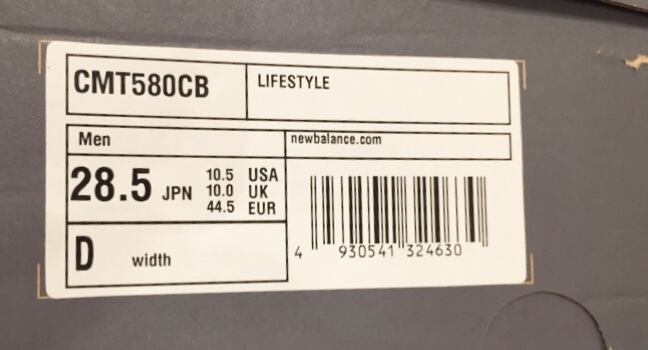 CMT580CB
LIFESTYLE
Men
newbalance.com
28.5 JPN
10.5 USA
10.0 UK
44.5 EUR
D width
4 930541 324630